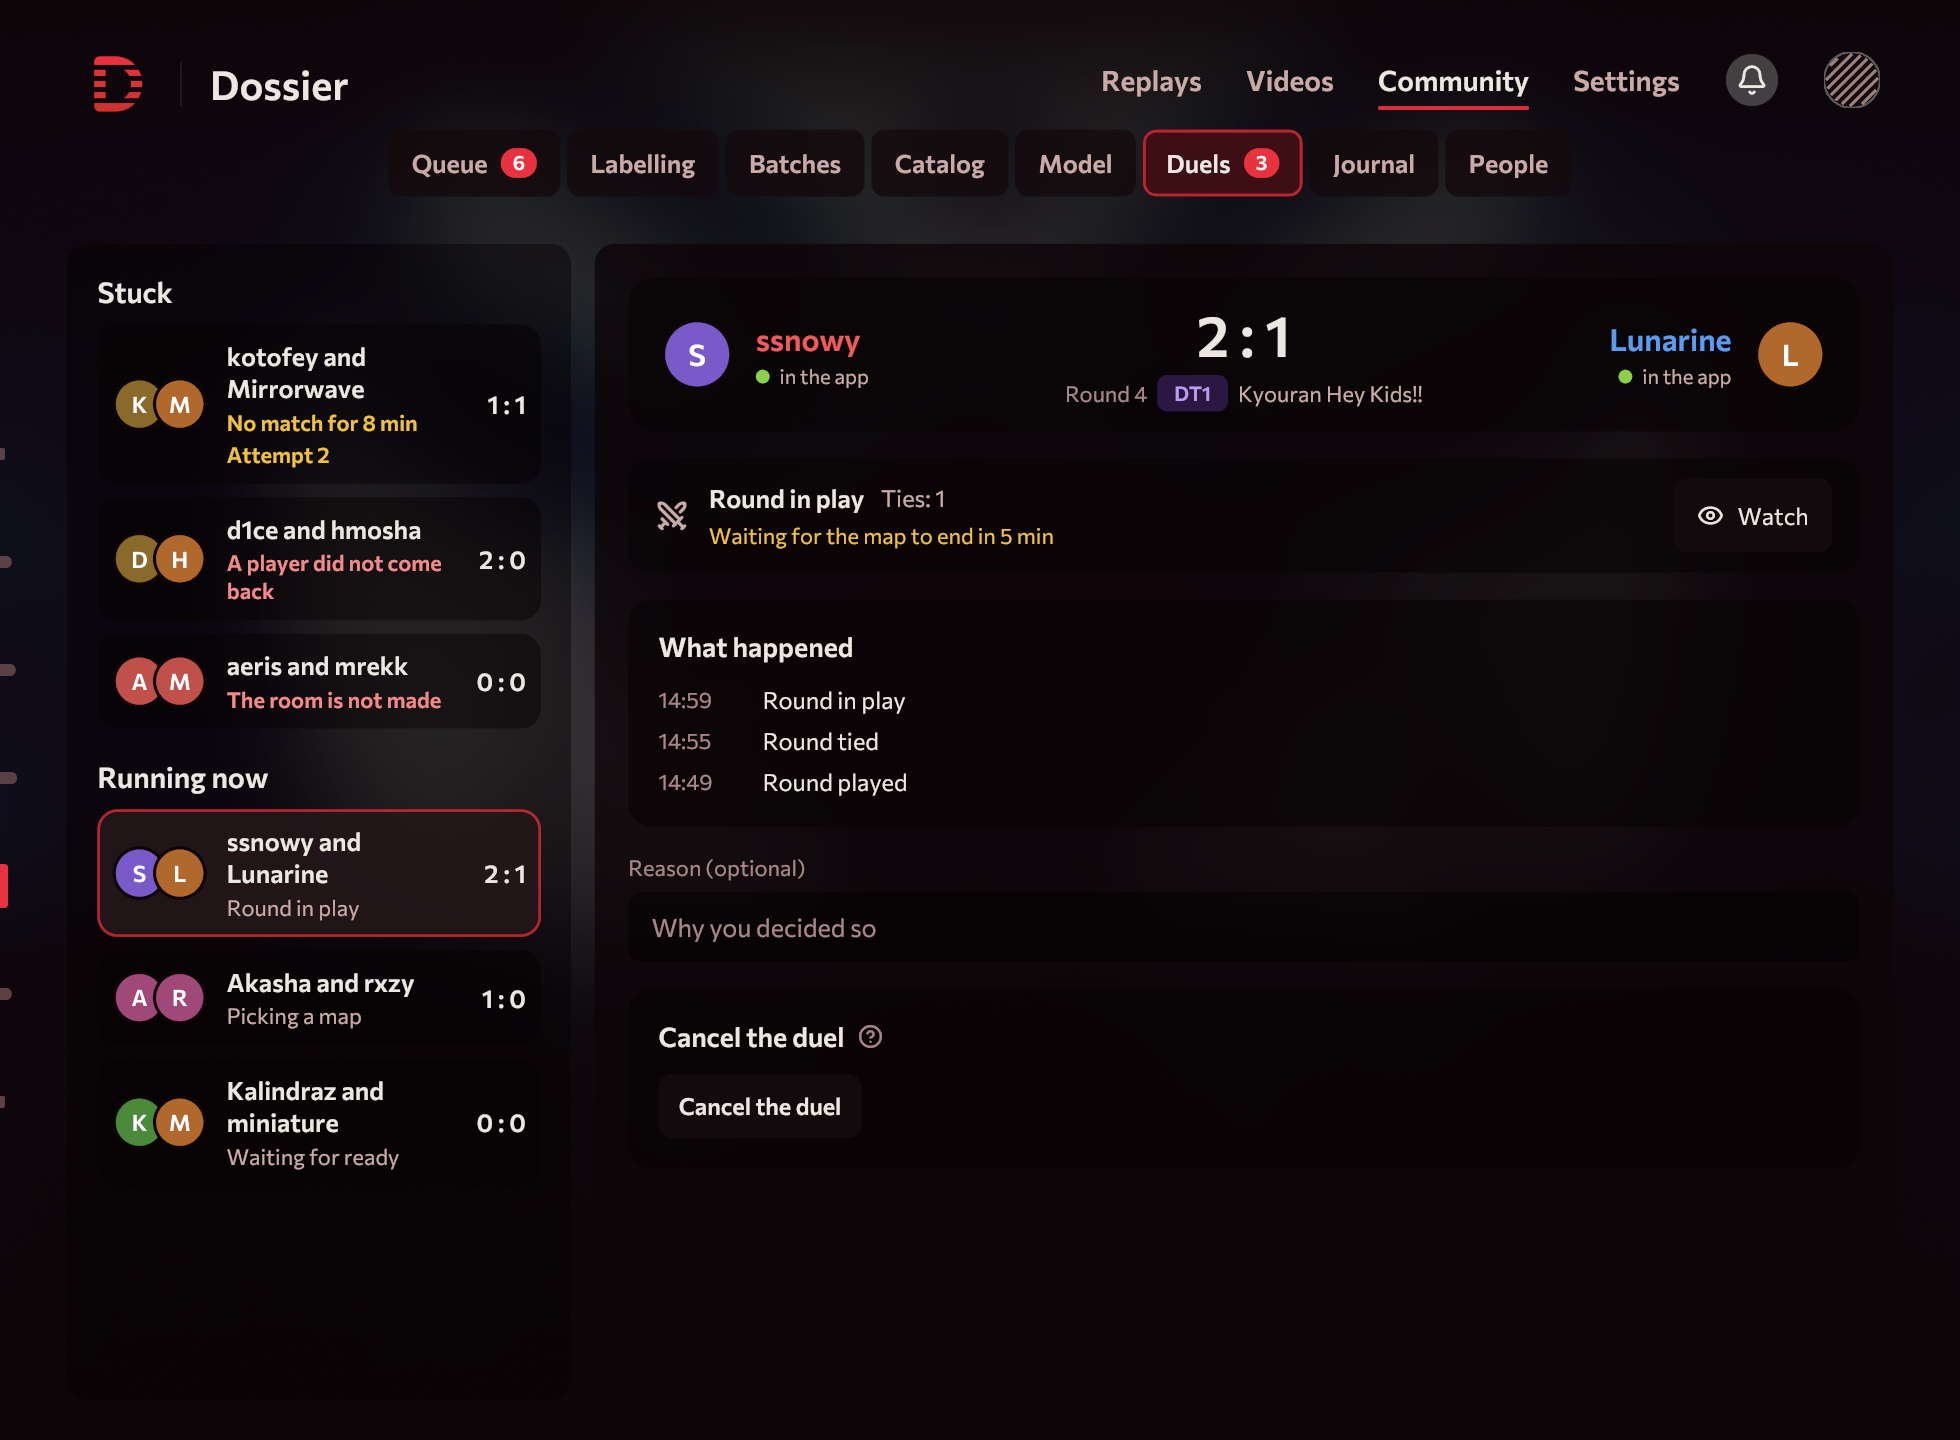 Dossier
Replays
Videos
Community
Settings
Queue 6
Labelling
Batches
Catalog
Model
Duels 3
Journal
People
Stuck
K M
kotofey and
Mirrorwave
No match for 8 min
Attempt 2
1:1
D H
d1ce and hmosha
A player did not come
back
2:0
A M
aeris and mrekk
The room is not made
0:0
Running now
S L
ssnowy and
Lunarine
Round in play
2:1
A R
Akasha and rxzy
Picking a map
1:0
K M
Kalindraz and
miniature
Waiting for ready
0:0
S
ssnowy
in the app
2:1
Round 4 DT1 Kyouran Hey Kids!!
Lunarine
in the app
L
Round in play Ties: 1
Waiting for the map to end in 5 min
Watch
What happened
14:59 Round in play
14:55 Round tied
14:49 Round played
Reason (optional)
Why you decided so
Cancel the duel ?
Cancel the duel